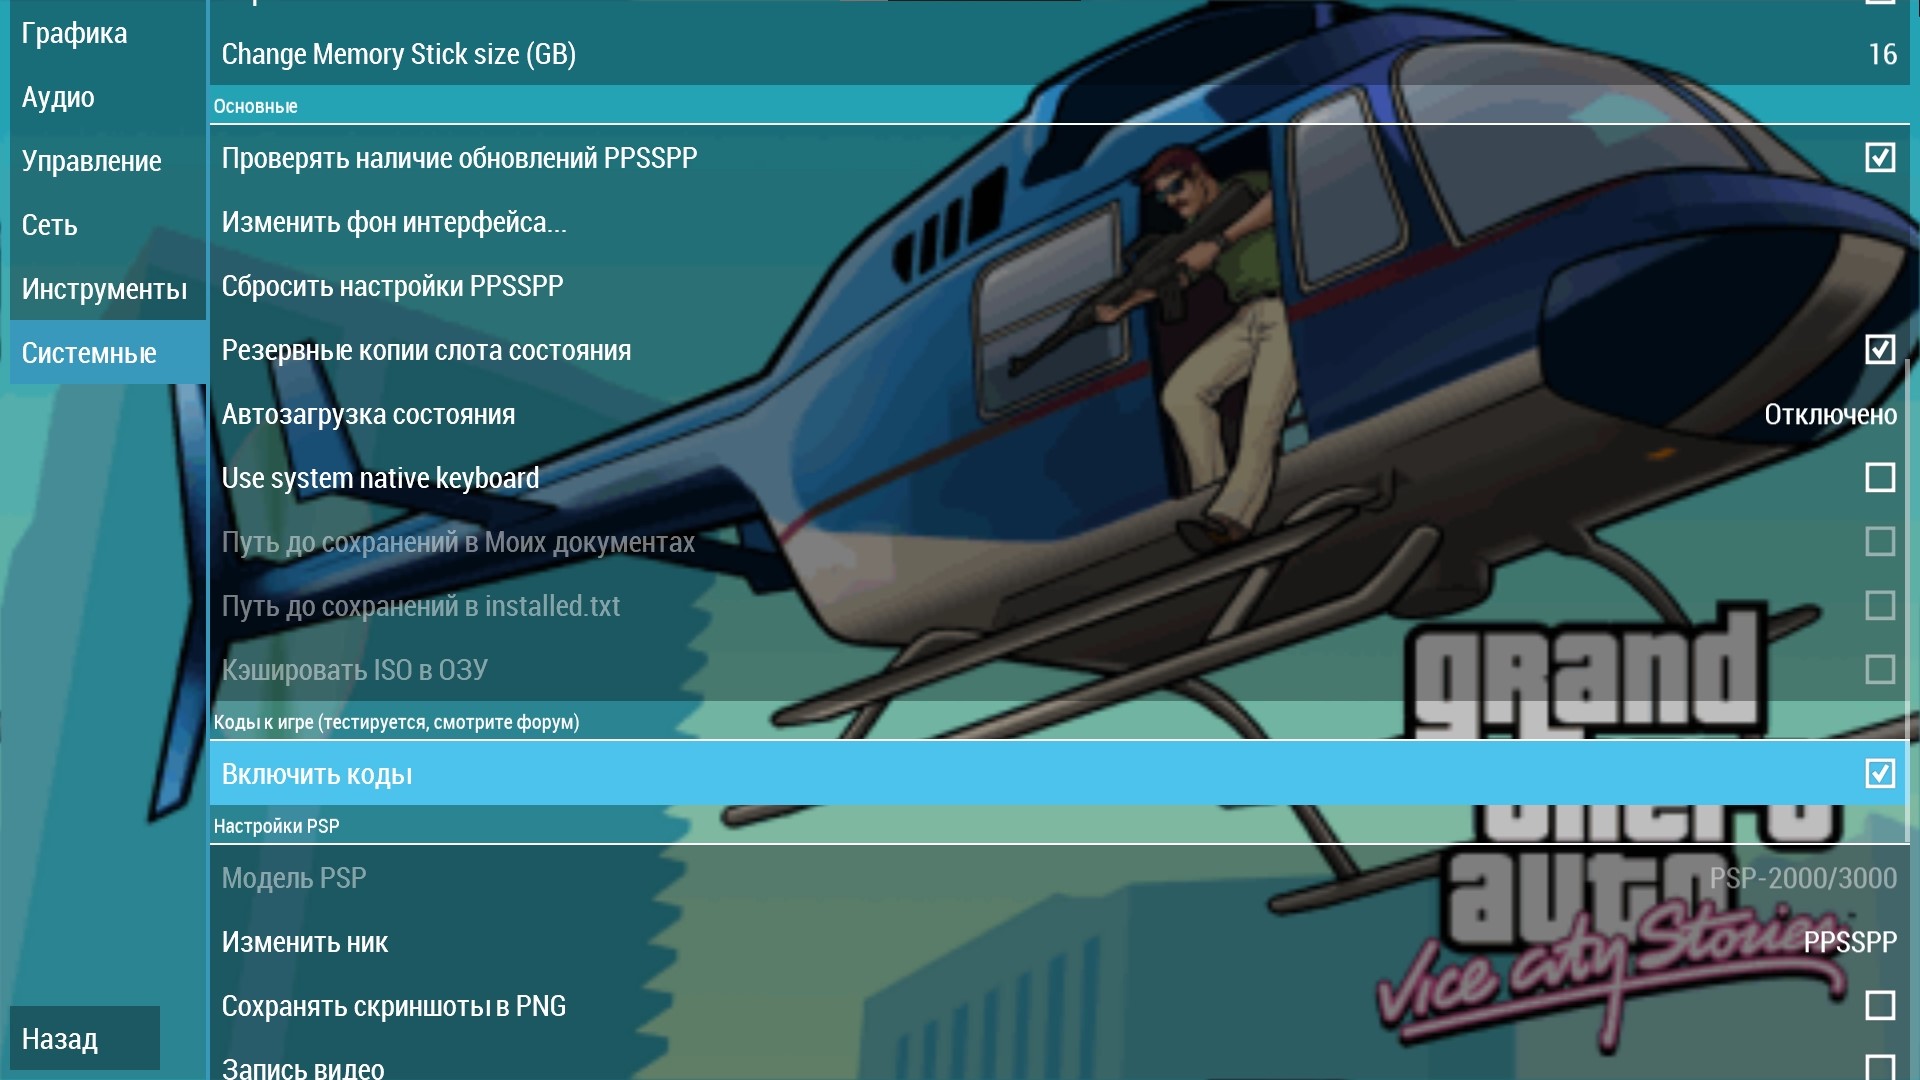 Графика
Аудио
Управление
Сеть
Инструменты
Системные
Назад
Change Memory Stick size (GB) 16
Основные
Проверять наличие обновлений PPSSPP
Изменить фон интерфейса...
Сбросить настройки PPSSPP
Резервные копии слота состояния
Автозагрузка состояния Отключено
Use system native keyboard
Путь до сохранений в Моих документах
Путь до сохранений в installed.txt
Кэшировать ISO в ОЗУ
Коды к игре (тестируется, смотрите форум)
Включить коды
Настройки PSP
Модель PSP PSP-2000/3000
Изменить ник PPSSPP
Сохранять скриншоты в PNG
Запись видео
grand
theft
auto
Vice City Stories